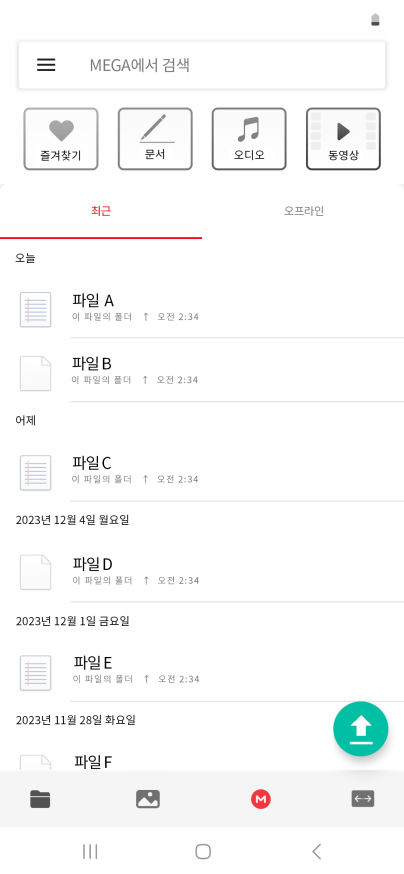 MEGA에서 검색
즐겨찾기 문서 오디오 동영상
최근 오프라인
오늘
파일 A
이 파일의 폴더 ↑ 오전 2:34
파일 B
이 파일의 폴더 ↑ 오전 2:34
어제
파일 C
이 파일의 폴더 ↑ 오전 2:34
2023년 12월 4일 월요일
파일 D
이 파일의 폴더 ↑ 오전 2:34
2023년 12월 1일 금요일
파일 E
이 파일의 폴더 ↑ 오전 2:34
2023년 11월 28일 화요일
파일 F
M